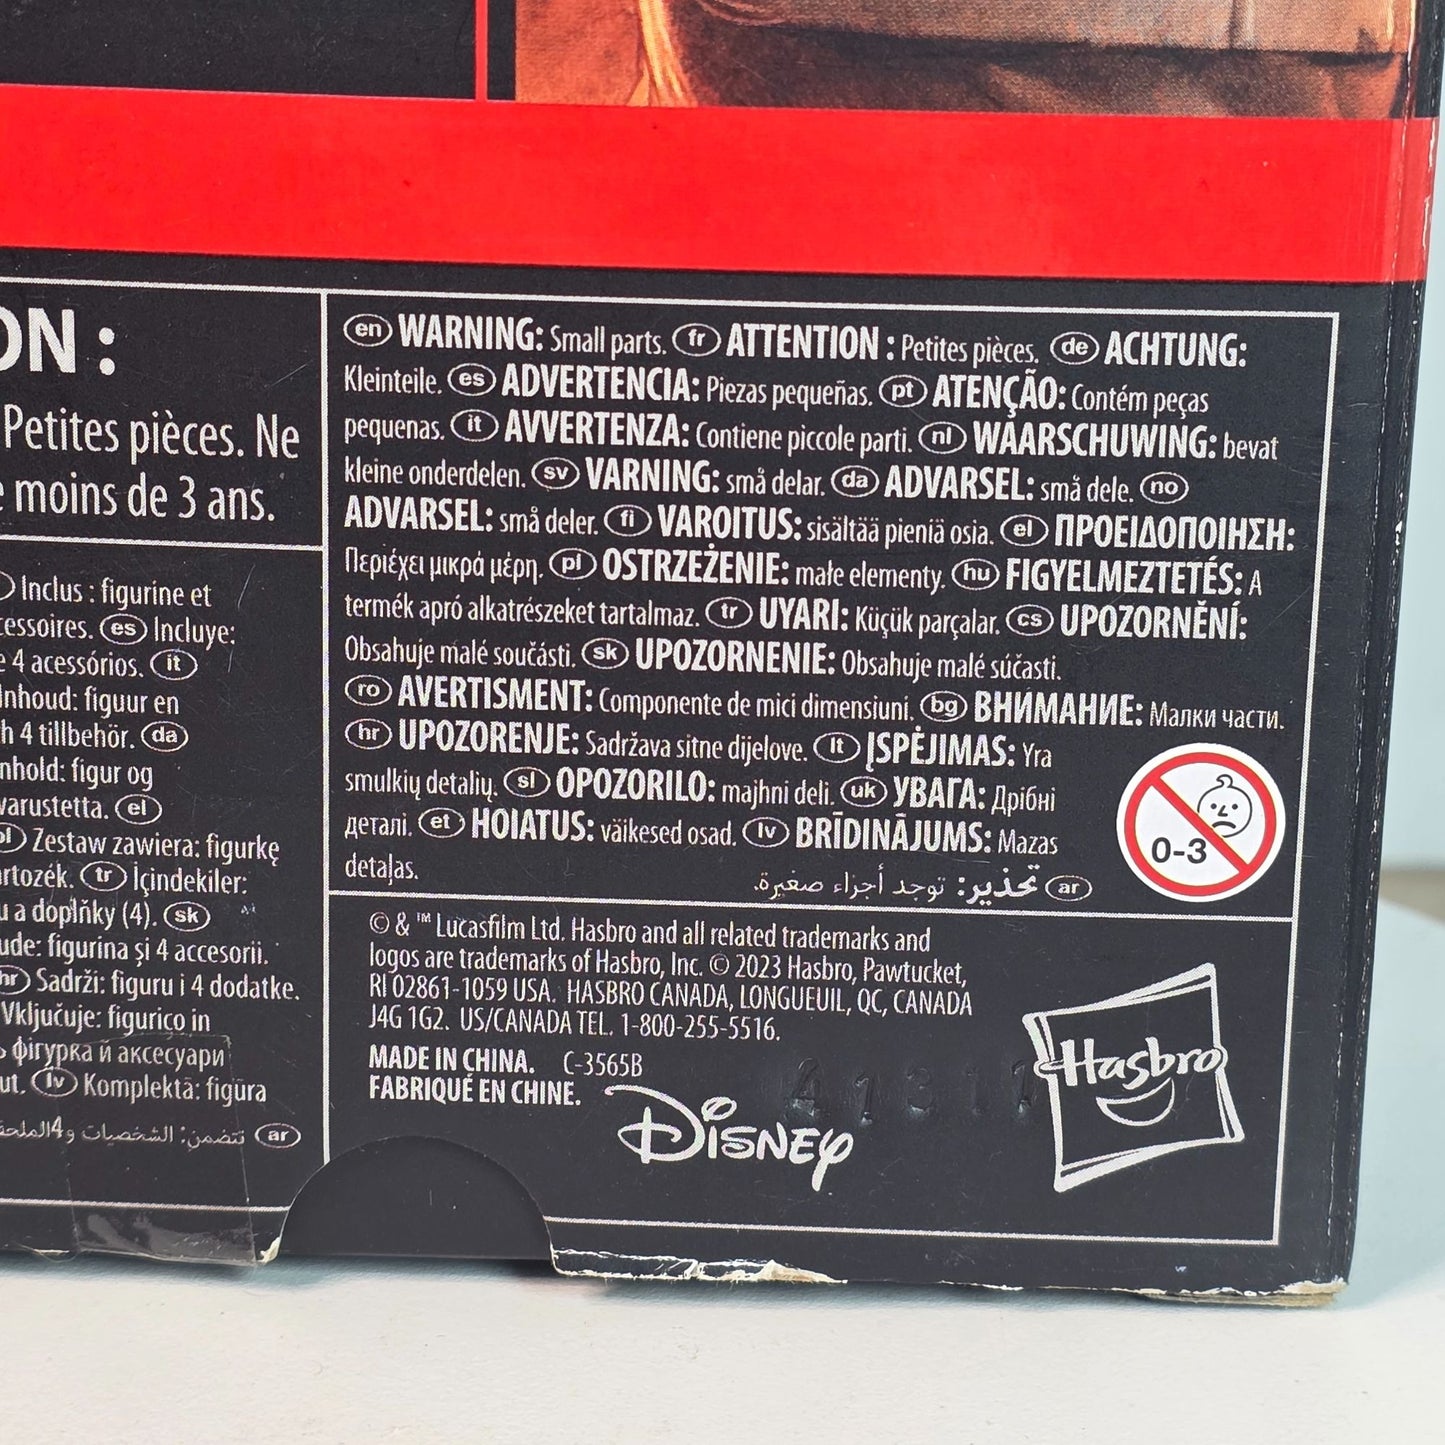 ON :
Petites pièces. Ne
moins de 3 ans.
Inclus : figurine et
cessoires. es Incluye:
e 4 acessórios. it
Inhoud: figuur en
h 4 tillbehör. da
nhold: figur og
varustetta. el
pl Zestaw zawiera: figurkę
artozék. tr İçindekiler:
u a doplňky (4). sk
ude: figurina și 4 accesorii.
hr Sadrži: figuru i 4 dodatke.
Vključuje: figurico in
фігурка й аксесуари
ut. lv Komplektā: figūra
ar تتضمن: الشخصيات و4الملحق
en WARNING: Small parts. fr ATTENTION : Petites pièces. de ACHTUNG:
Kleinteile. es ADVERTENCIA: Piezas pequeñas. pt ATENÇÃO: Contém peças
pequenas. it AVVERTENZA: Contiene piccole parti. nl WAARSCHUWING: bevat
kleine onderdelen. sv VARNING: små delar. da ADVARSEL: små dele. no
ADVARSEL: små deler. fi VAROITUS: sisältää pieniä osia. el ΠΡΟΕΙΔΟΠΟΙΗΣΗ:
Περιέχει μικρά μέρη. pl OSTRZEŻENIE: małe elementy. hu FIGYELMEZTETÉS: A
termék apró alkatrészeket tartalmaz. tr UYARI: Küçük parçalar. cs UPOZORNĚNÍ:
Obsahuje malé součásti. sk UPOZORNENIE: Obsahuje malé súčasti.
ro AVERTISMENT: Componente de mici dimensiuni. bg ВНИМАНИЕ: Малки части.
hr UPOZORENJE: Sadržava sitne dijelove. lt ĮSPĖJIMAS: Yra
smulkių detalių. sl OPOZORILO: majhni deli. uk УВАГА: Дрібні
деталі. et HOIATUS: väikesed osad. lv BRĪDINĀJUMS: Mazas
detaļas.
ar تحذير: توجد أجزاء صغيرة.
0-3
© & ™ Lucasfilm Ltd. Hasbro and all related trademarks and
logos are trademarks of Hasbro, Inc. © 2023 Hasbro, Pawtucket,
RI 02861-1059 USA. HASBRO CANADA, LONGUEUIL, QC, CANADA
J4G 1G2. US/CANADA TEL. 1-800-255-5516.
MADE IN CHINA. C-3565B
FABRIQUÉ EN CHINE.
DISNEY
Hasbro